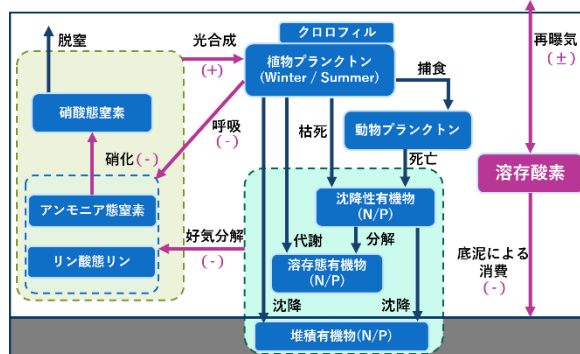 脱窒
光合成
(+)
クロロフィル
植物プランクトン
(Winter / Summer)
捕食
再曝気
(±)
硝酸態窒素
呼吸
(-)
枯死
動物プランクトン
硝化(-)
死亡
溶存酸素
アンモニア態窒素
沈降性有機物
(N/P)
好気分解
(-)
代謝
分解
リン酸態リン
溶存態有機物
(N/P)
底泥による
消費
(-)
沈降
沈降
堆積有機物(N/P)